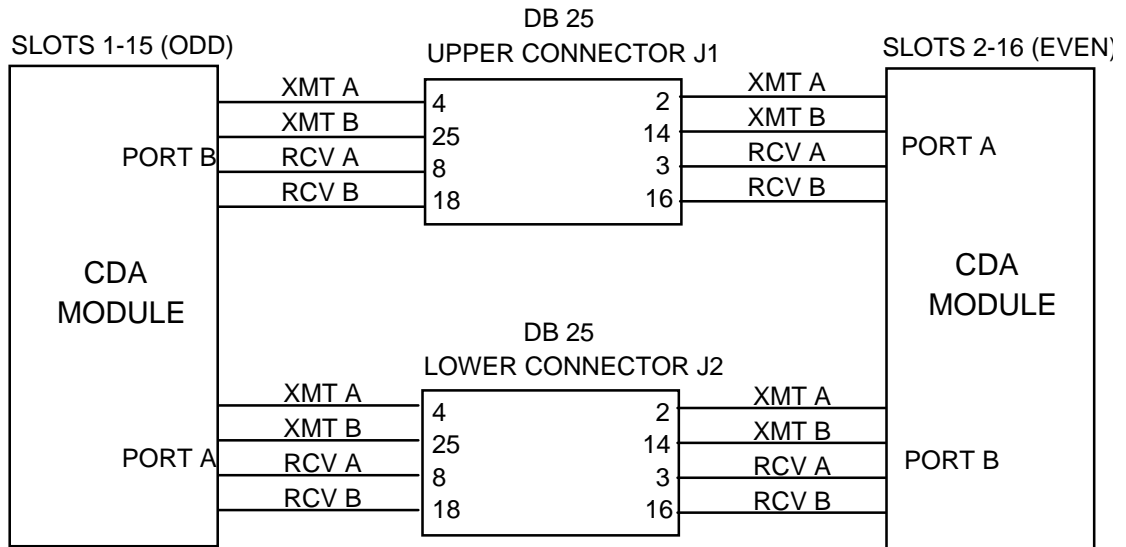 DB 25
SLOTS 1-15 (ODD)
UPPER CONNECTOR J1
SLOTS 2-16 (EVEN)
XMT A
4
2
XMT A
XMT B
25
14
XMT B
PORT B
RCV A
8
3
RCV A
PORT A
RCV B
18
16
RCV B
CDA
MODULE
CDA
MODULE
DB 25
LOWER CONNECTOR J2
XMT A
4
2
XMT A
XMT B
25
14
XMT B
PORT A
RCV A
8
3
RCV A
PORT B
RCV B
18
16
RCV B